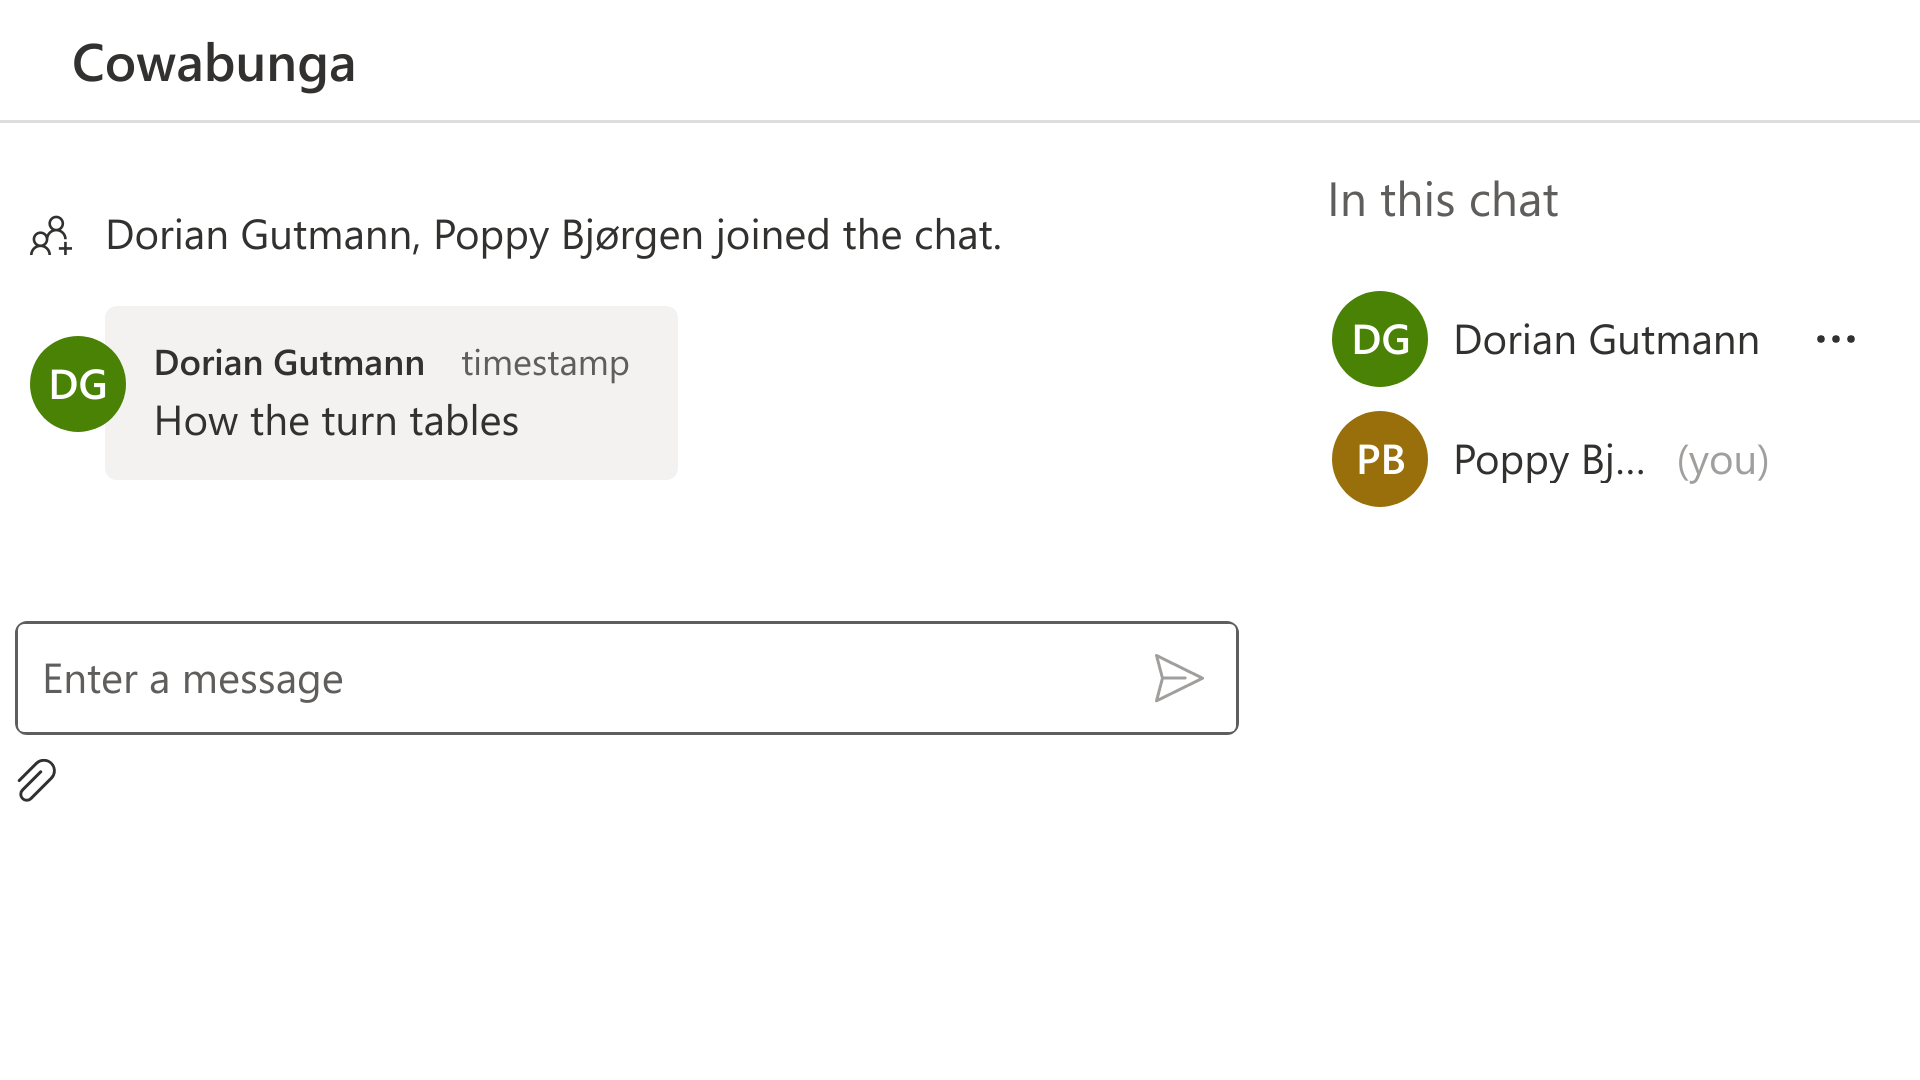 Cowabunga
Dorian Gutmann, Poppy Bjørgen joined the chat.
DG
Dorian Gutmann timestamp
How the turn tables
Enter a message
In this chat
DG Dorian Gutmann ...
PB Poppy Bj... (you)